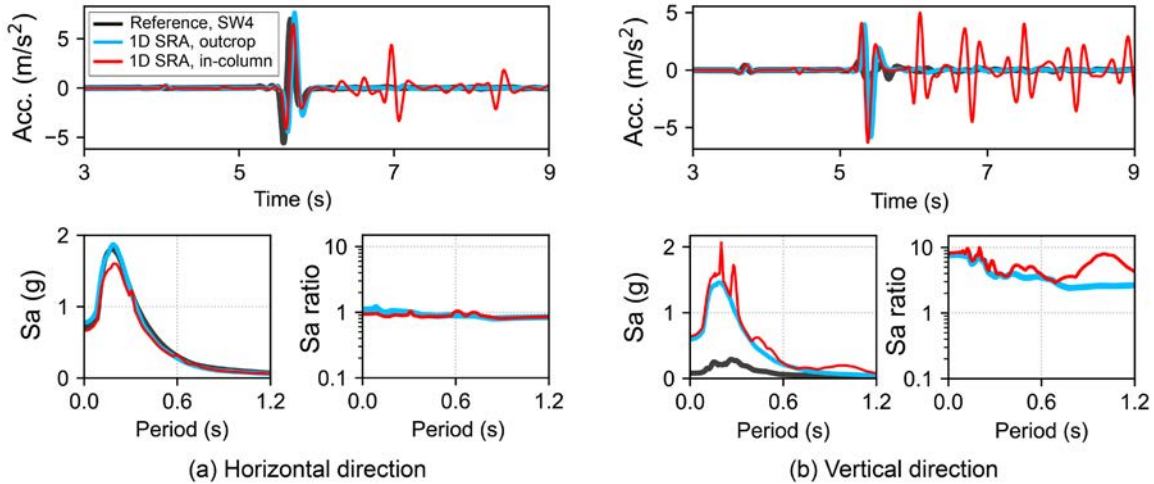 Reference, SW4
1D SRA, outcrop
1D SRA, in-column
Acc. (m/s²)
5
0
−5
3 5 7 9
Time (s)
Sa (g)
2
1
0
0.0 0.6 1.2
Period (s)
Sa ratio
10
1
0.1
0.0 0.6 1.2
Period (s)
(a) Horizontal direction
Acc. (m/s²)
5
0
−5
3 5 7 9
Time (s)
Sa (g)
2
1
0
0.0 0.6 1.2
Period (s)
Sa ratio
10
1
0.1
0.0 0.6 1.2
Period (s)
(b) Vertical direction